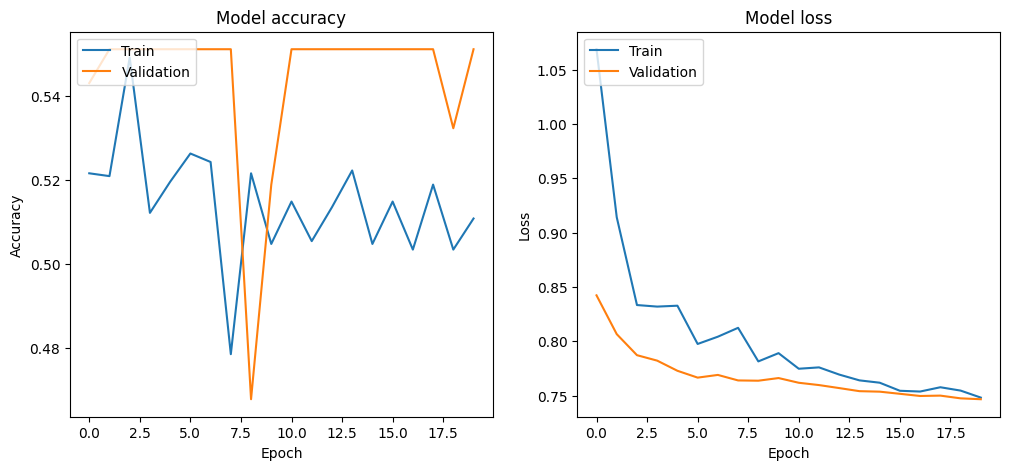 Model accuracy
Train
Validation
0.54
0.52
0.50
0.48
Accuracy
0.0 2.5 5.0 7.5 10.0 12.5 15.0 17.5
Epoch
Model loss
Train
Validation
1.05
1.00
0.95
0.90
0.85
0.80
0.75
Loss
0.0 2.5 5.0 7.5 10.0 12.5 15.0 17.5
Epoch